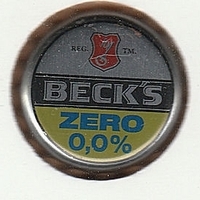 REG. TM.
BECK'S
ZERO
0,0%